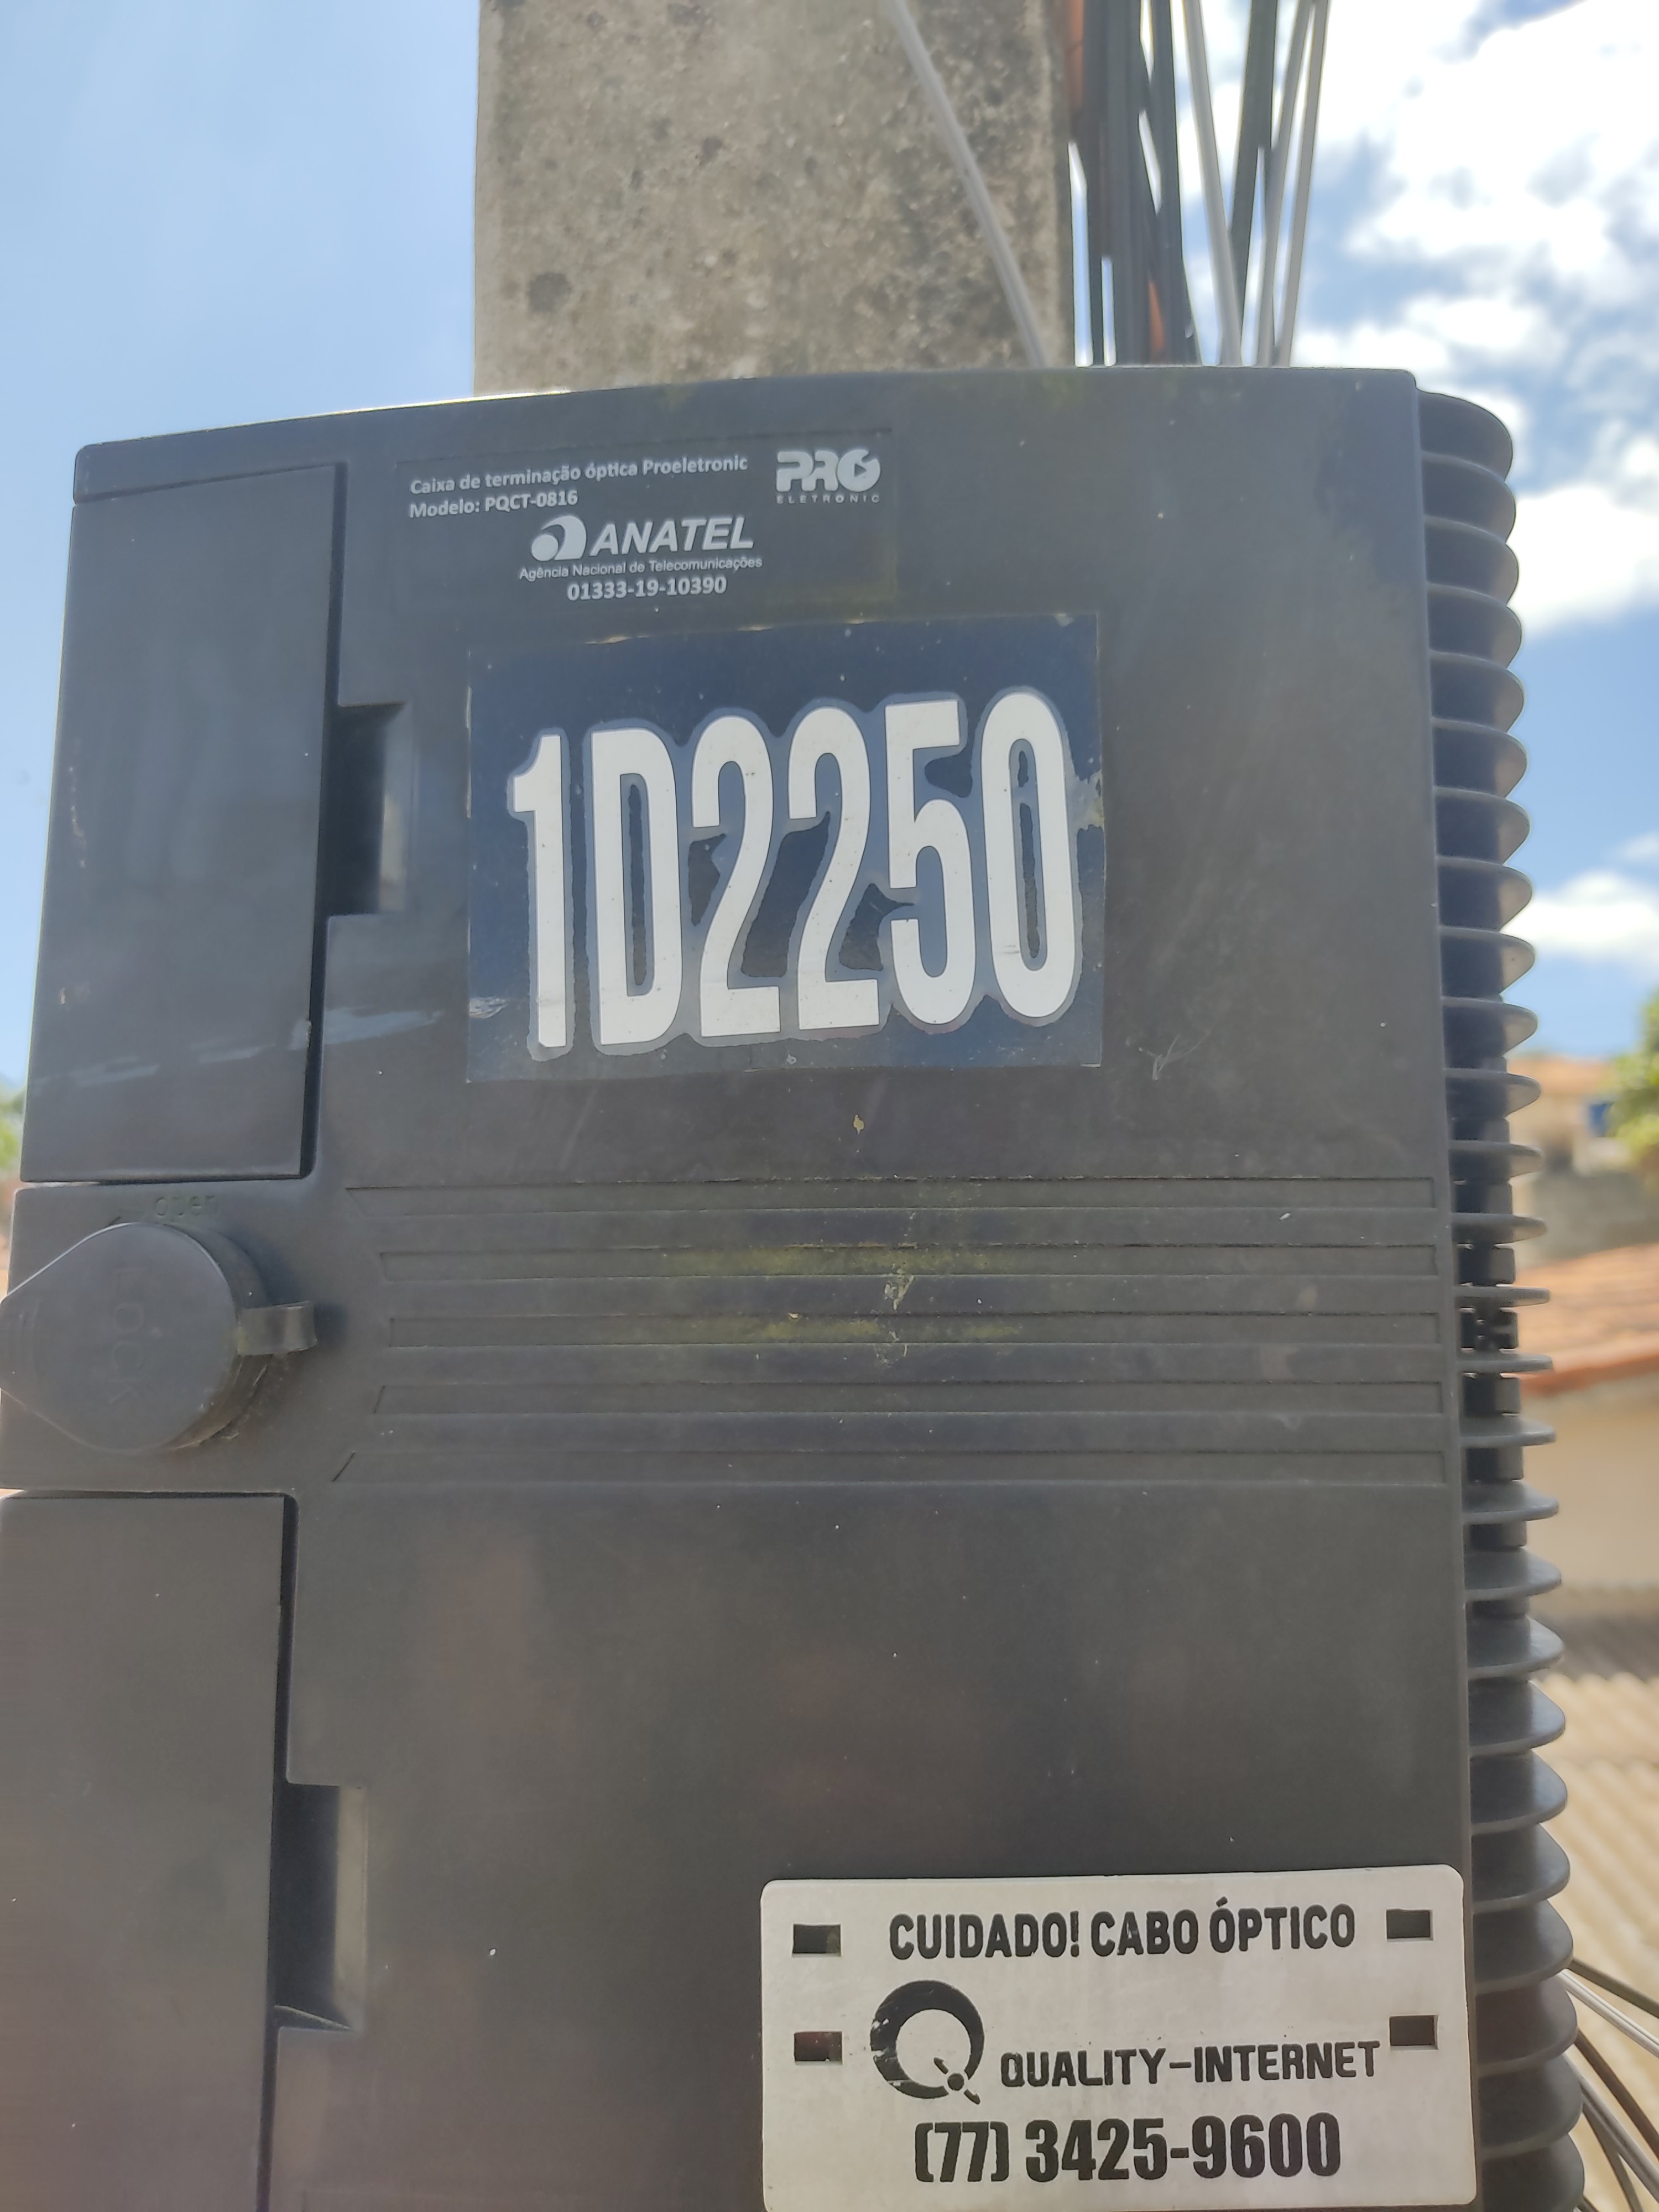 Caixa de terminação óptica Proeletronic
Modelo: PQCT-0816
PRO
ELETRONIC
ANATEL
Agência Nacional de Telecomunicações
01333-19-10390
1D2250
open
LOCK
CUIDADO! CABO ÓPTICO
QUALITY-INTERNET
(77) 3425-9600